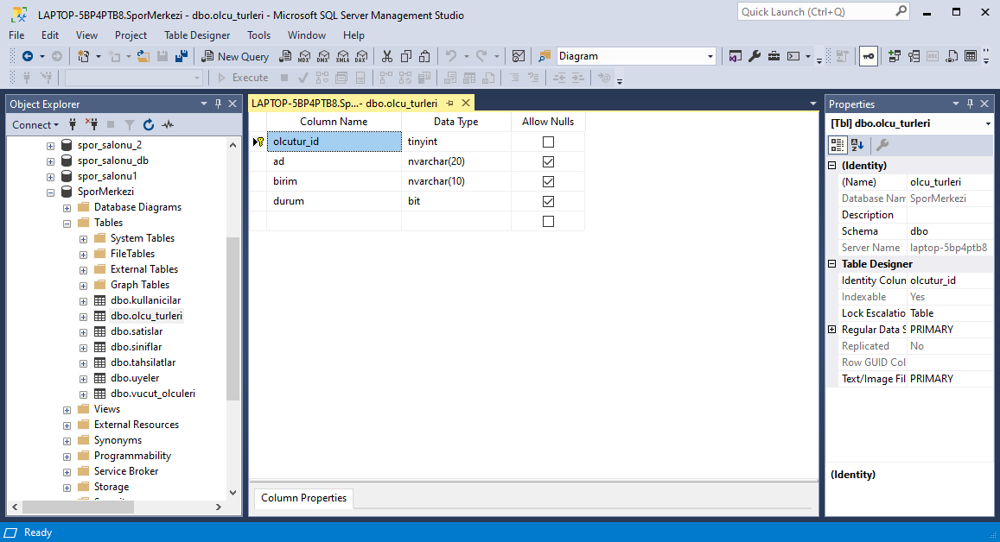 LAPTOP-5BP4PTB8.SporMerkezi - dbo.olcu_turleri - Microsoft SQL Server Management Studio
Quick Launch (Ctrl+Q)
File Edit View Project Table Designer Tools Window Help
New Query MDX DMX XMLA DAX Diagram
Execute
Object Explorer
Connect
spor_salonu_2
spor_salonu_db
spor_salonu1
SporMerkezi
Database Diagrams
Tables
System Tables
FileTables
External Tables
Graph Tables
dbo.kullanicilar
dbo.olcu_turleri
dbo.satislar
dbo.siniflar
dbo.tahsilatlar
dbo.uyeler
dbo.vucut_olculeri
Views
External Resources
Synonyms
Programmability
Service Broker
Storage
LAPTOP-5BP4PTB8.Sp...- dbo.olcu_turleri
Column Name Data Type Allow Nulls
olcutur_id tinyint
ad nvarchar(20)
birim nvarchar(10)
durum bit
Column Properties
Properties
[Tbl] dbo.olcu_turleri
(Identity)
(Name) olcu_turleri
Database Nam SporMerkezi
Description
Schema dbo
Server Name laptop-5bp4ptb8
Table Designer
Identity Colun olcutur_id
Indexable Yes
Lock Escalatio Table
Regular Data S PRIMARY
Replicated No
Row GUID Col
Text/Image Fil PRIMARY
(Identity)
Ready